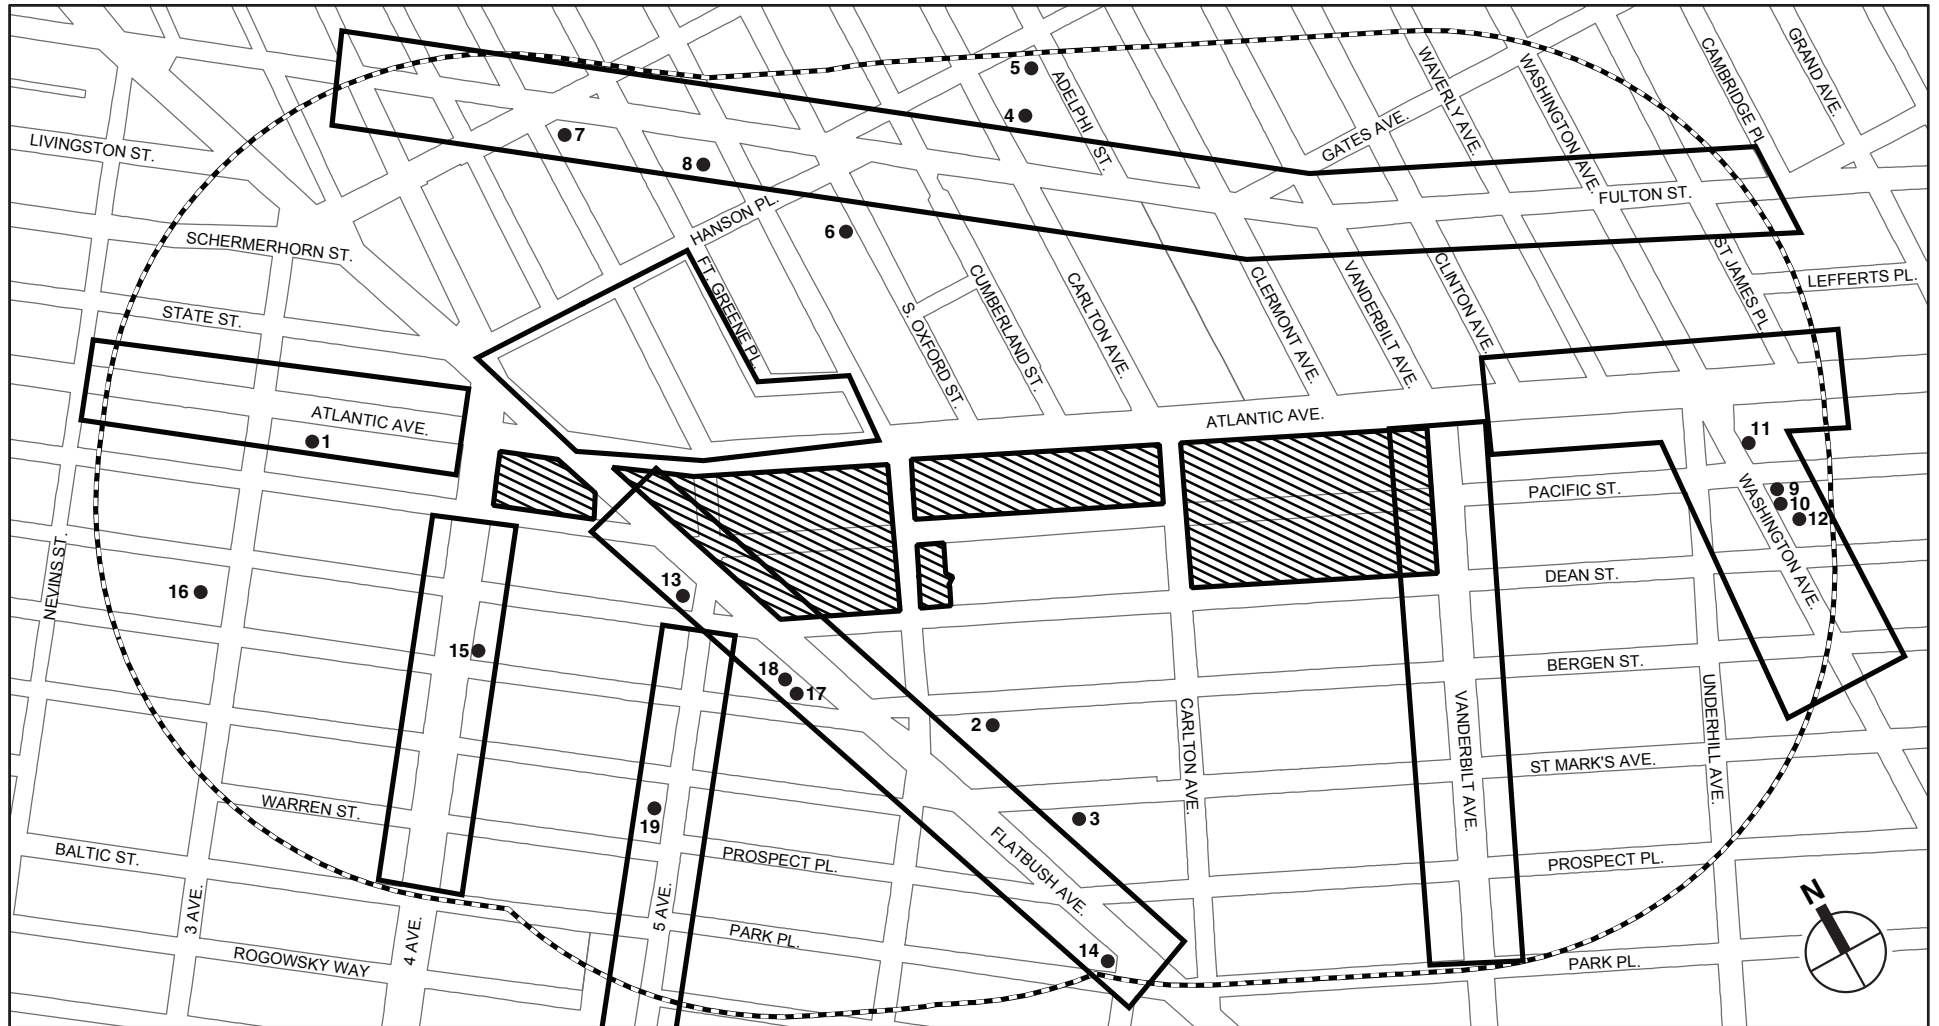 CAMBRIDGE PL.
GRAND AVE.
WAVERLY AVE.
WASHINGTON AVE.
5
ADELPHI ST.
4
GATES AVE.
7
LIVINGSTON ST.
8
FULTON ST.
HANSON PL.
6
SCHERMERHORN ST.
ST JAMES PL.
LEFFERTS PL.
FT. GREENE PL.
S. OXFORD ST.
CUMBERLAND ST.
CARLTON AVE.
CLERMONT AVE.
VANDERBILT AVE.
CLINTON AVE.
STATE ST.
ATLANTIC AVE.
1
ATLANTIC AVE.
11
PACIFIC ST.
WASHINGTON AVE.
9
10
12
NEVINS ST.
16
13
DEAN ST.
15
18
17
BERGEN ST.
2
CARLTON AVE.
VANDERBILT AVE.
UNDERHILL AVE.
ST MARK'S AVE.
WARREN ST.
19
3
FLATBUSH AVE.
BALTIC ST.
PROSPECT PL.
PROSPECT PL.
3 AVE.
4 AVE.
5 AVE.
N
PARK PL.
14
ROGOWSKY WAY
PARK PL.